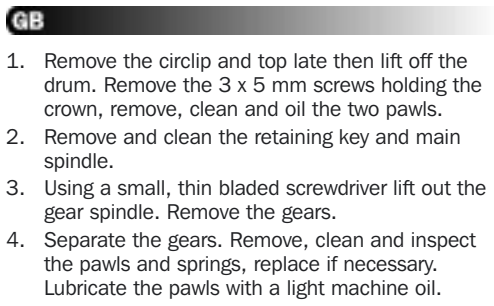 GB
1. Remove the circlip and top late then lift off the
drum. Remove the 3 x 5 mm screws holding the
crown, remove, clean and oil the two pawls.
2. Remove and clean the retaining key and main
spindle.
3. Using a small, thin bladed screwdriver lift out the
gear spindle. Remove the gears.
4. Separate the gears. Remove, clean and inspect
the pawls and springs, replace if necessary.
Lubricate the pawls with a light machine oil.